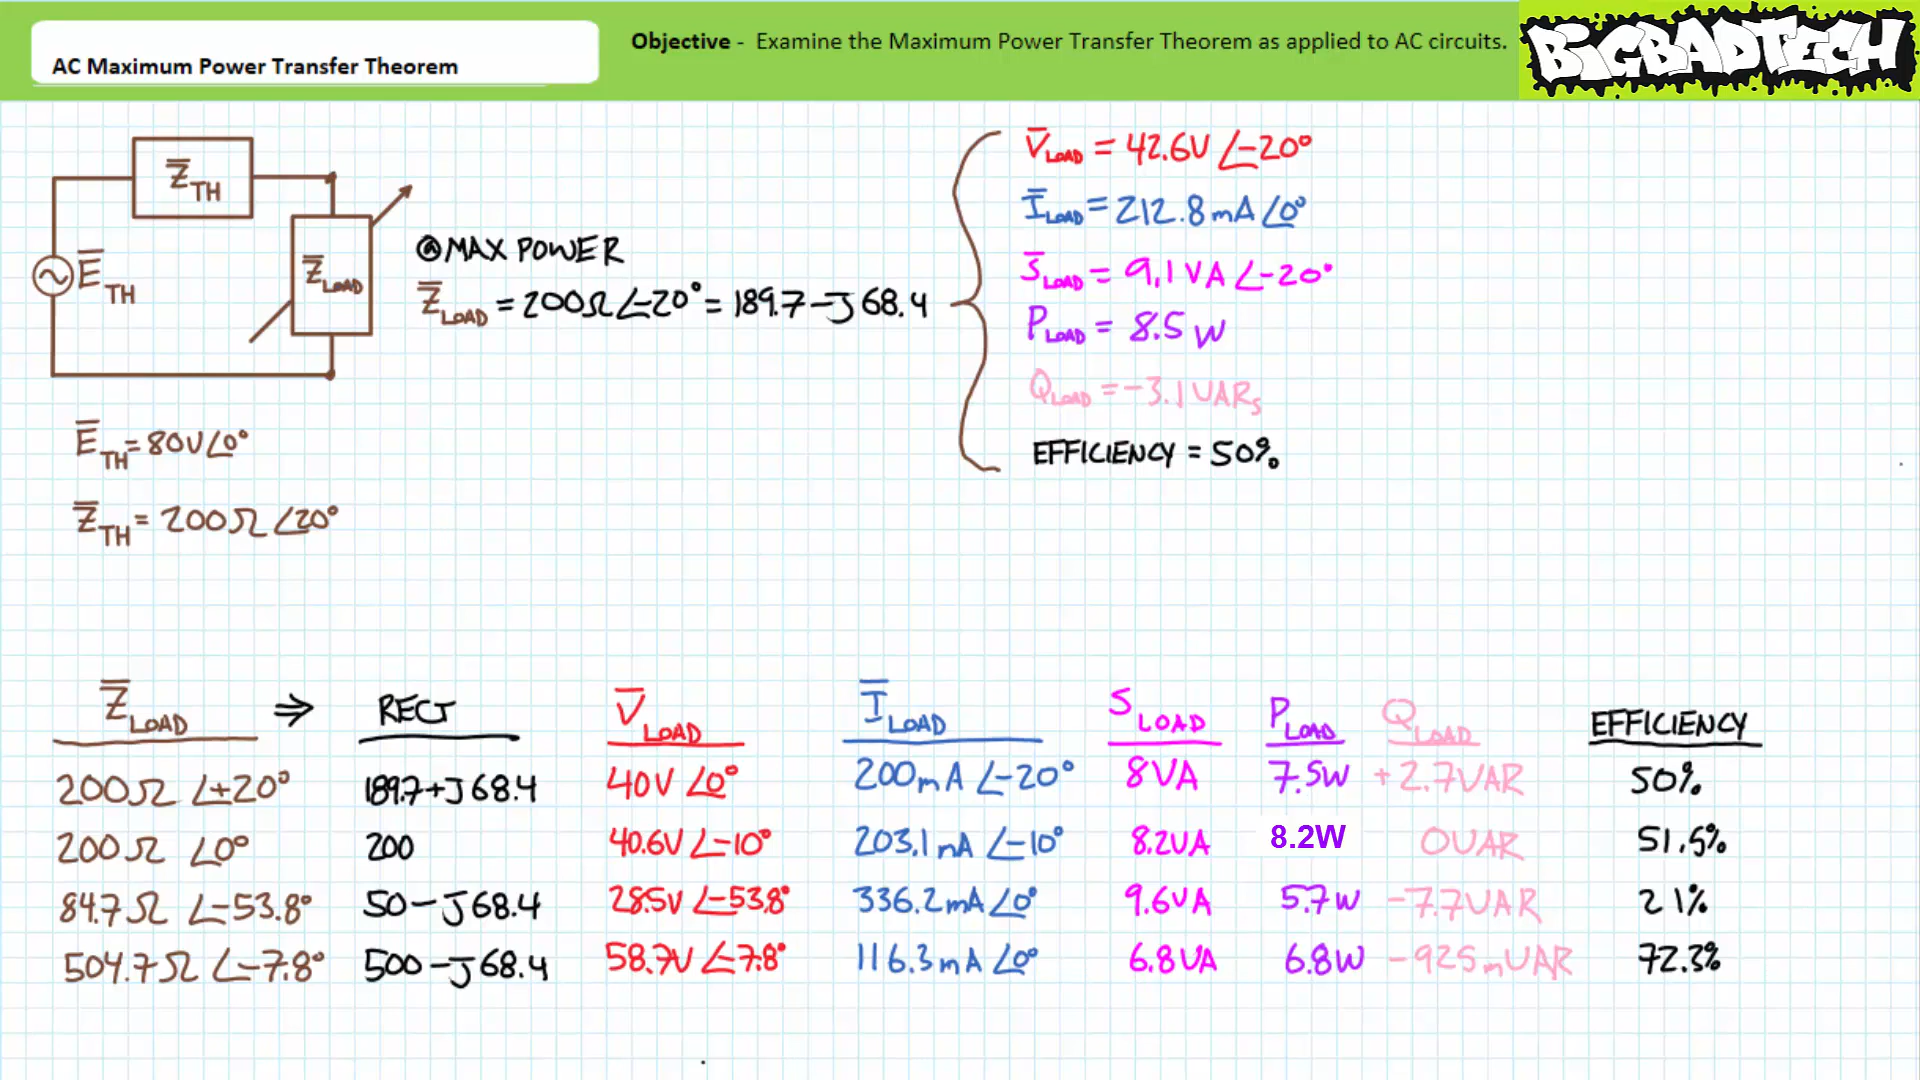 AC Maximum Power Transfer Theorem
Objective - Examine the Maximum Power Transfer Theorem as applied to AC circuits.
BIGBADTECH
Z̅TH
E̅TH
Z̅LOAD
@MAX POWER
Z̅LOAD = 200Ω∠-20° = 189.7-J68.4
V̅LOAD = 42.6V∠-20°
I̅LOAD = 212.8mA∠0°
S̅LOAD = 9.1VA∠-20°
PLOAD = 8.5W
QLOAD = -3.1VARs
EFFICIENCY = 50%
E̅TH = 80V∠0°
Z̅TH = 200Ω∠20°
Z̅LOAD ⇒ RECT V̅LOAD I̅LOAD SLOAD PLOAD QLOAD EFFICIENCY
200Ω∠+20° 189.7+J68.4 40V∠0° 200mA∠-20° 8VA 7.5W +2.7VAR 50%
200Ω∠0° 200 40.6V∠-10° 203.1mA∠-10° 8.2VA 8.2W 0VAR 51.5%
84.7Ω∠-53.8° 50-J68.4 28.5V∠-53.8° 336.2mA∠0° 9.6VA 5.7W -7.7VAR 21%
504.7Ω∠-7.8° 500-J68.4 58.7V∠-7.8° 116.3mA∠0° 6.8VA 6.8W -925mVAR 72.3%